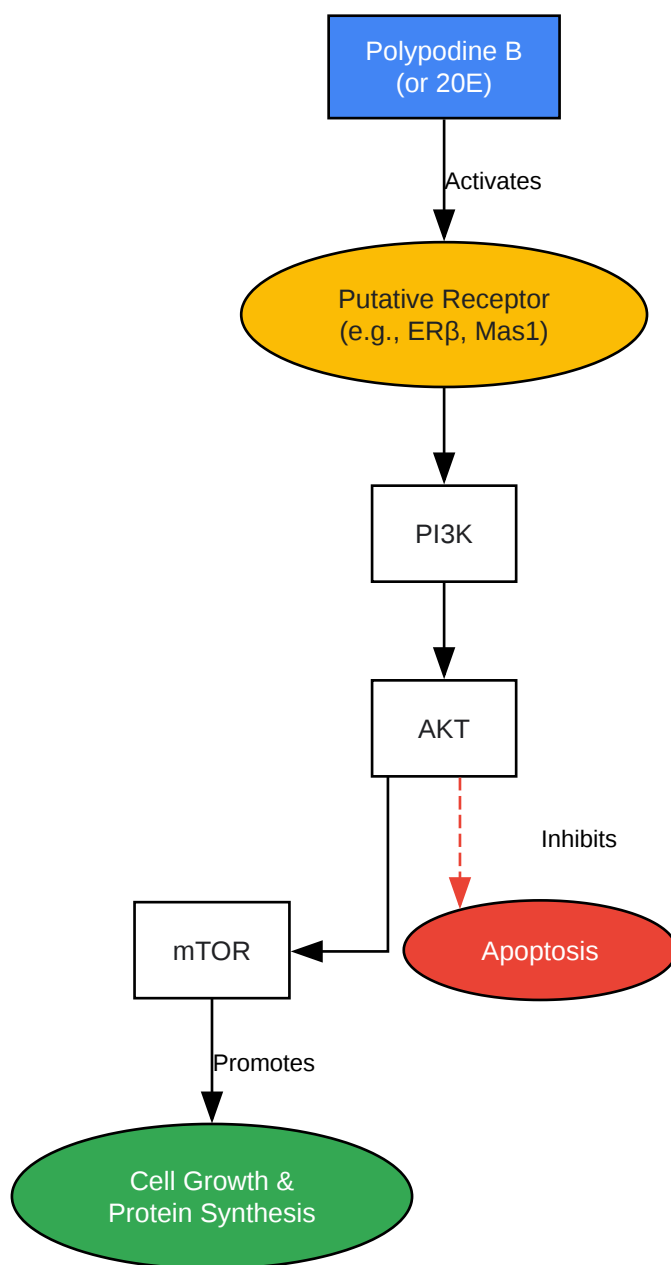 Polypodine B
(or 20E)
Activates
Putative Receptor
(e.g., ERβ, Mas1)
PI3K
AKT
Inhibits
mTOR
Apoptosis
Promotes
Cell Growth &
Protein Synthesis